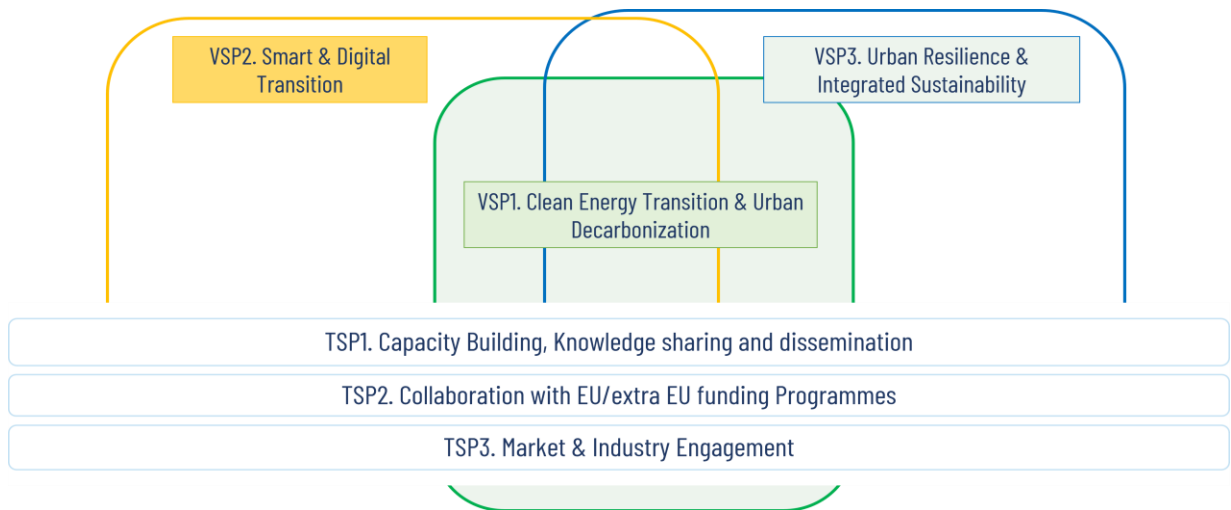 VSP2. Smart & Digital
Transition
VSP3. Urban Resilience &
Integrated Sustainability
VSP1. Clean Energy Transition & Urban
Decarbonization
TSP1. Capacity Building, Knowledge sharing and dissemination
TSP2. Collaboration with EU/extra EU funding Programmes
TSP3. Market & Industry Engagement